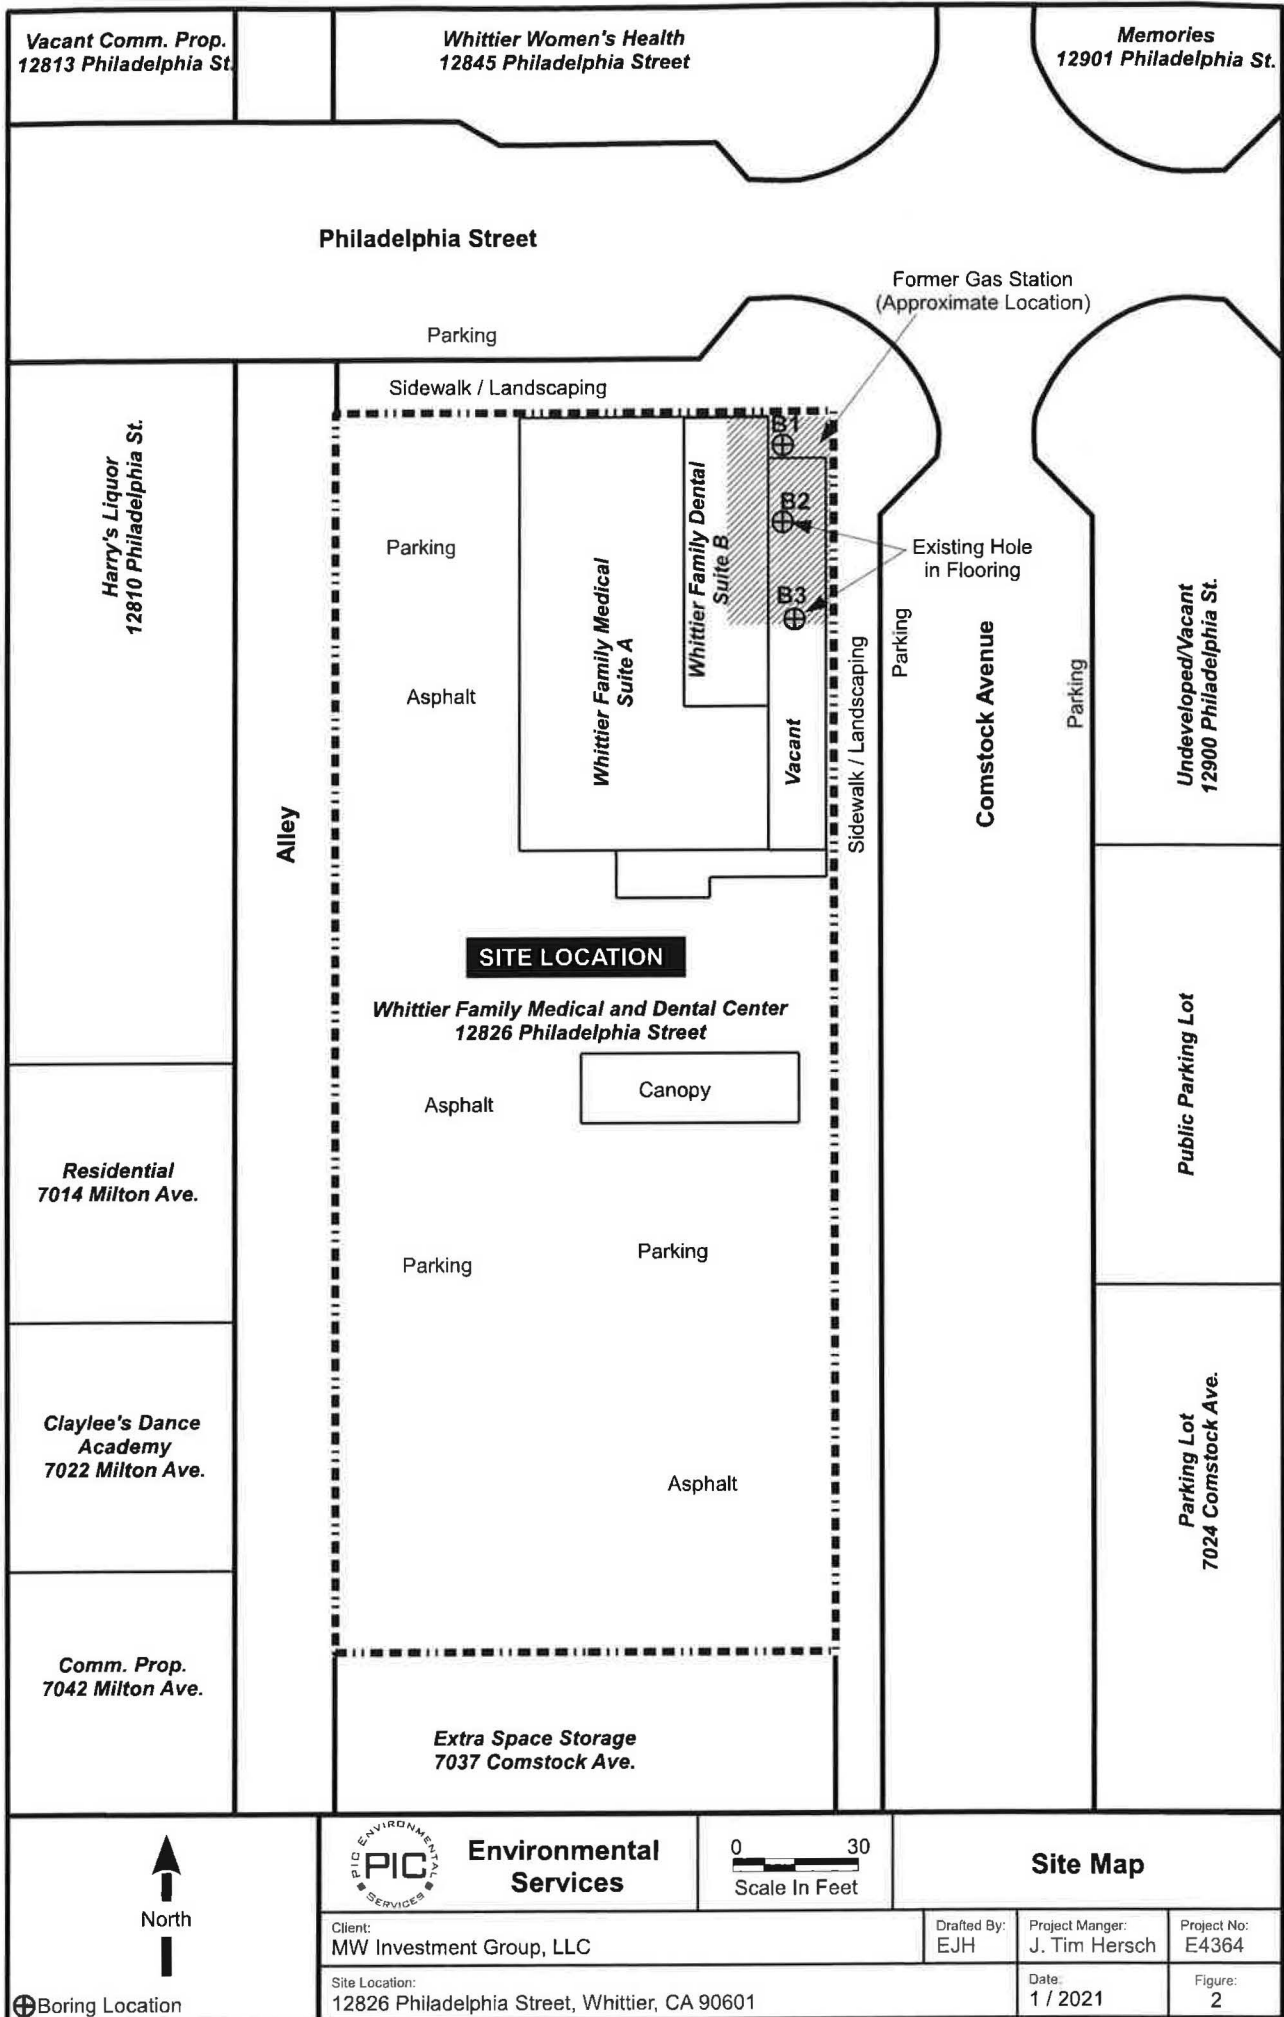 Vacant Comm. Prop.
12813 Philadelphia St.
Whittier Women's Health
12845 Philadelphia Street
Memories
12901 Philadelphia St.
Philadelphia Street
Former Gas Station
(Approximate Location)
Parking
Sidewalk / Landscaping
Harry's Liquor
12810 Philadelphia St.
Parking
Asphalt
Whittier Family Medical
Suite A
Whittier Family Dental
Suite B
B1
B2
B3
Vacant
Existing Hole
in Flooring
Sidewalk / Landscaping
Parking
Comstock Avenue
Parking
Undeveloped/Vacant
12900 Philadelphia St.
Alley
SITE LOCATION
Whittier Family Medical and Dental Center
12826 Philadelphia Street
Canopy
Asphalt
Public Parking Lot
Residential
7014 Milton Ave.
Parking
Parking
Claylee's Dance
Academy
7022 Milton Ave.
Asphalt
Parking Lot
7024 Comstock Ave.
Comm. Prop.
7042 Milton Ave.
Extra Space Storage
7037 Comstock Ave.
North
Boring Location
PIC ENVIRONMENTAL
PIC
SERVICES
Environmental
Services
0 30
Scale In Feet
Site Map
Client:
MW Investment Group, LLC
Drafted By:
EJH
Project Manger:
J. Tim Hersch
Project No:
E4364
Site Location:
12826 Philadelphia Street, Whittier, CA 90601
Date:
1 / 2021
Figure:
2